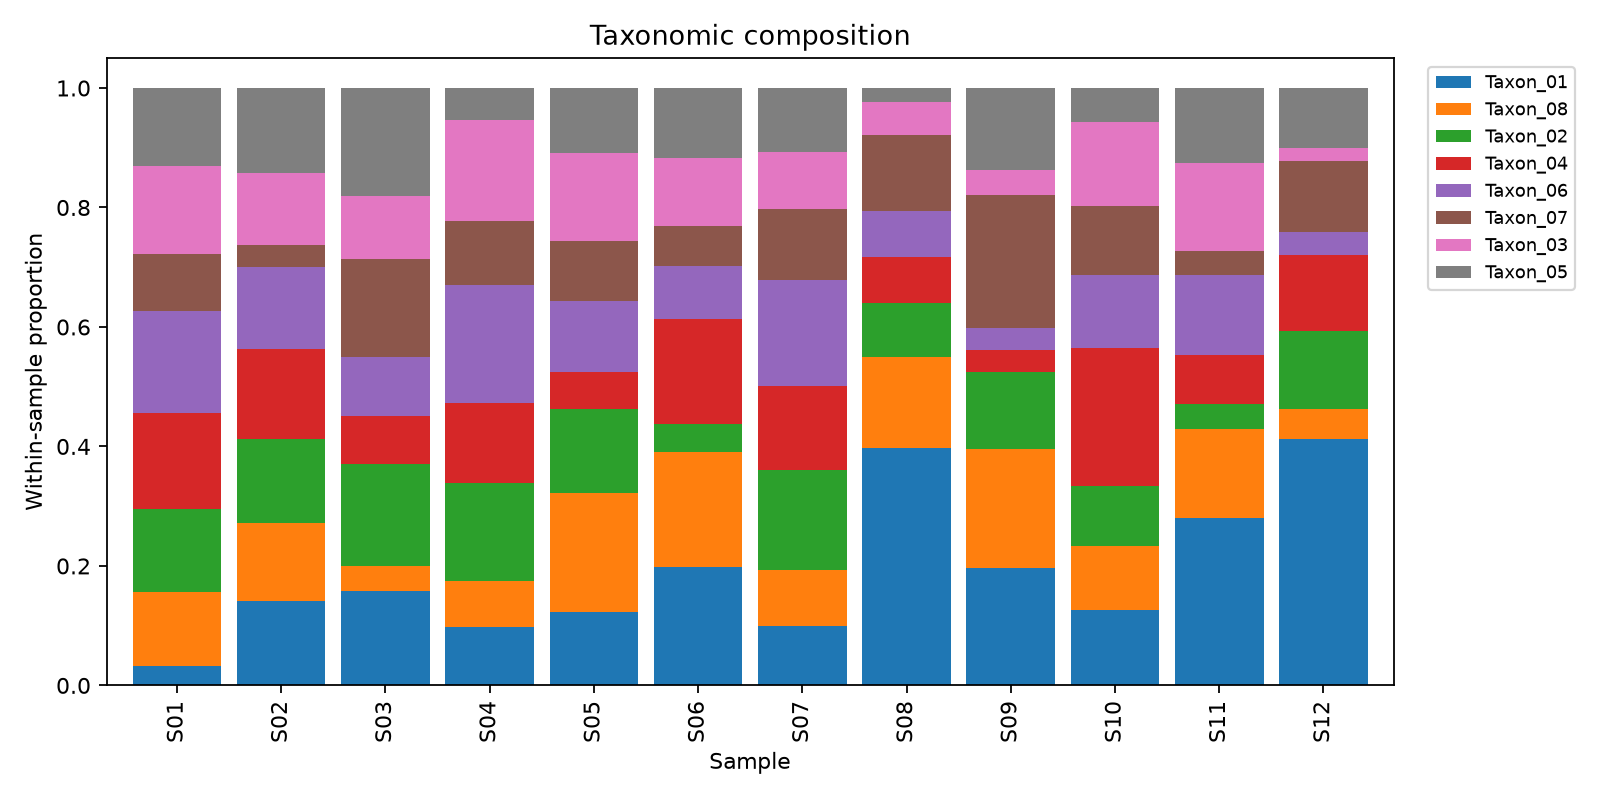 Taxonomic composition
Within-sample proportion
1.0
0.8
0.6
0.4
0.2
0.0
S01
S02
S03
S04
S05
S06
S07
S08
S09
S10
S11
S12
Sample
Taxon_01
Taxon_08
Taxon_02
Taxon_04
Taxon_06
Taxon_07
Taxon_03
Taxon_05